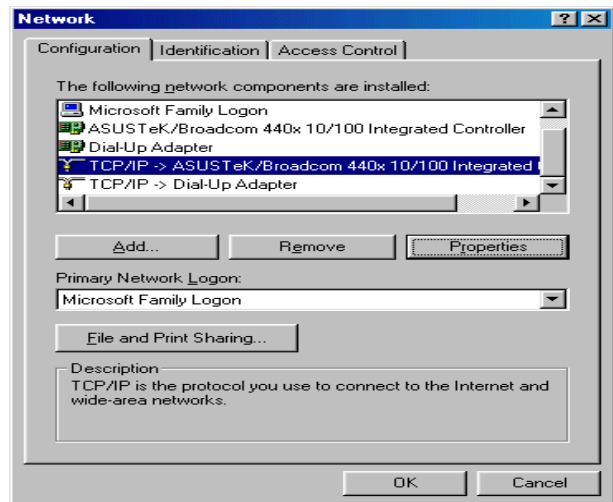 Network
Configuration Identification Access Control
The following network components are installed:
Microsoft Family Logon
ASUSTeK/Broadcom 440x 10/100 Integrated Controller
Dial-Up Adapter
TCP/IP -> ASUSTeK/Broadcom 440x 10/100 Integrated
TCP/IP -> Dial-Up Adapter
Add... Remove Properties
Primary Network Logon:
Microsoft Family Logon
File and Print Sharing...
Description
TCP/IP is the protocol you use to connect to the Internet and
wide-area networks.
OK Cancel